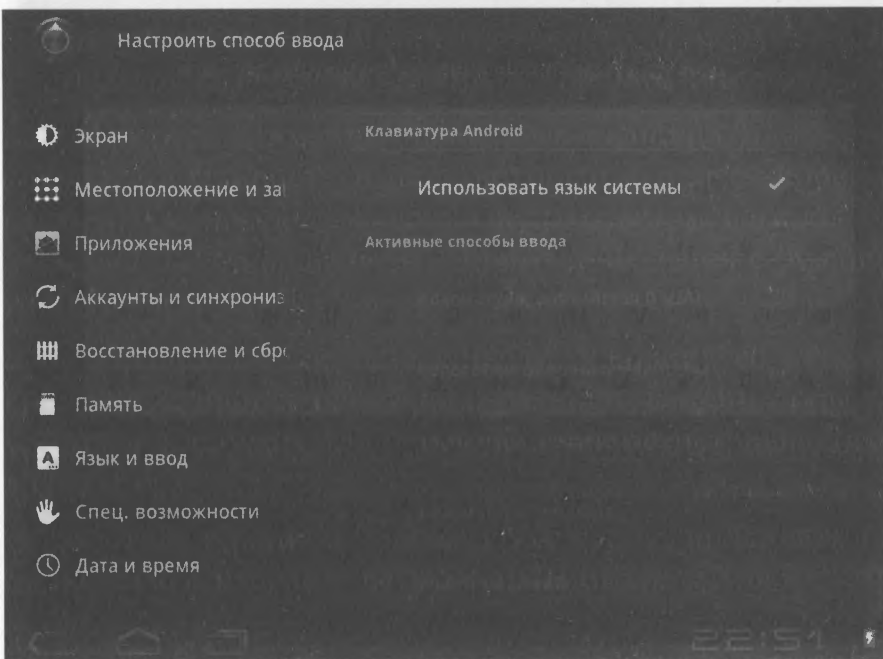 Настроить способ ввода
Экран
Местоположение и за
Приложения
Аккаунты и синхрониз
Восстановление и сбро
Память
Язык и ввод
Спец. возможности
Дата и время
Клавиатура Android
Использовать язык системы
Активные способы ввода
22:51